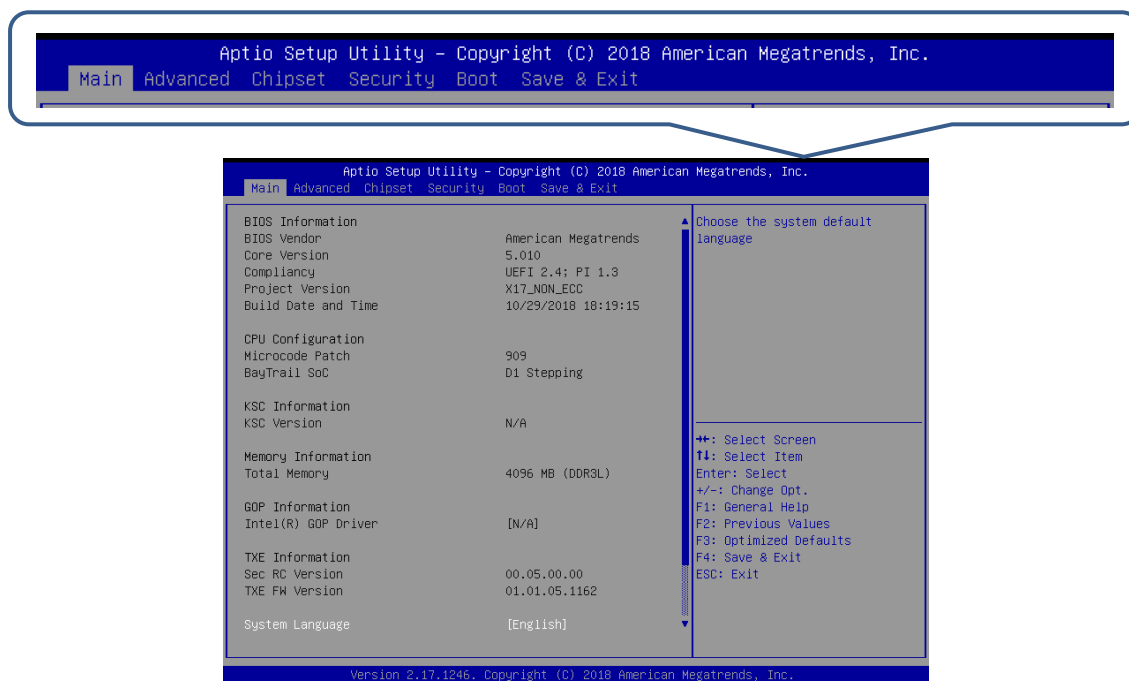 Aptio Setup Utility – Copyright (C) 2018 American Megatrends, Inc.
Main Advanced Chipset Security Boot Save & Exit
Aptio Setup Utility – Copyright (C) 2018 American Megatrends, Inc.
Main Advanced Chipset Security Boot Save & Exit
BIOS Information
BIOS Vendor American Megatrends
Core Version 5.010
Compliancy UEFI 2.4; PI 1.3
Project Version X17_NON_ECC
Build Date and Time 10/29/2018 18:19:15
CPU Configuration
Microcode Patch 909
BayTrail SoC D1 Stepping
KSC Information
KSC Version N/A
Memory Information
Total Memory 4096 MB (DDR3L)
GOP Information
Intel(R) GOP Driver [N/A]
TXE Information
Sec RC Version 00.05.00.00
TXE FW Version 01.01.05.1162
System Language [English]
Choose the system default
language
→←: Select Screen
↑↓: Select Item
Enter: Select
+/-: Change Opt.
F1: General Help
F2: Previous Values
F3: Optimized Defaults
F4: Save & Exit
ESC: Exit
Version 2.17.1246. Copyright (C) 2018 American Megatrends, Inc.